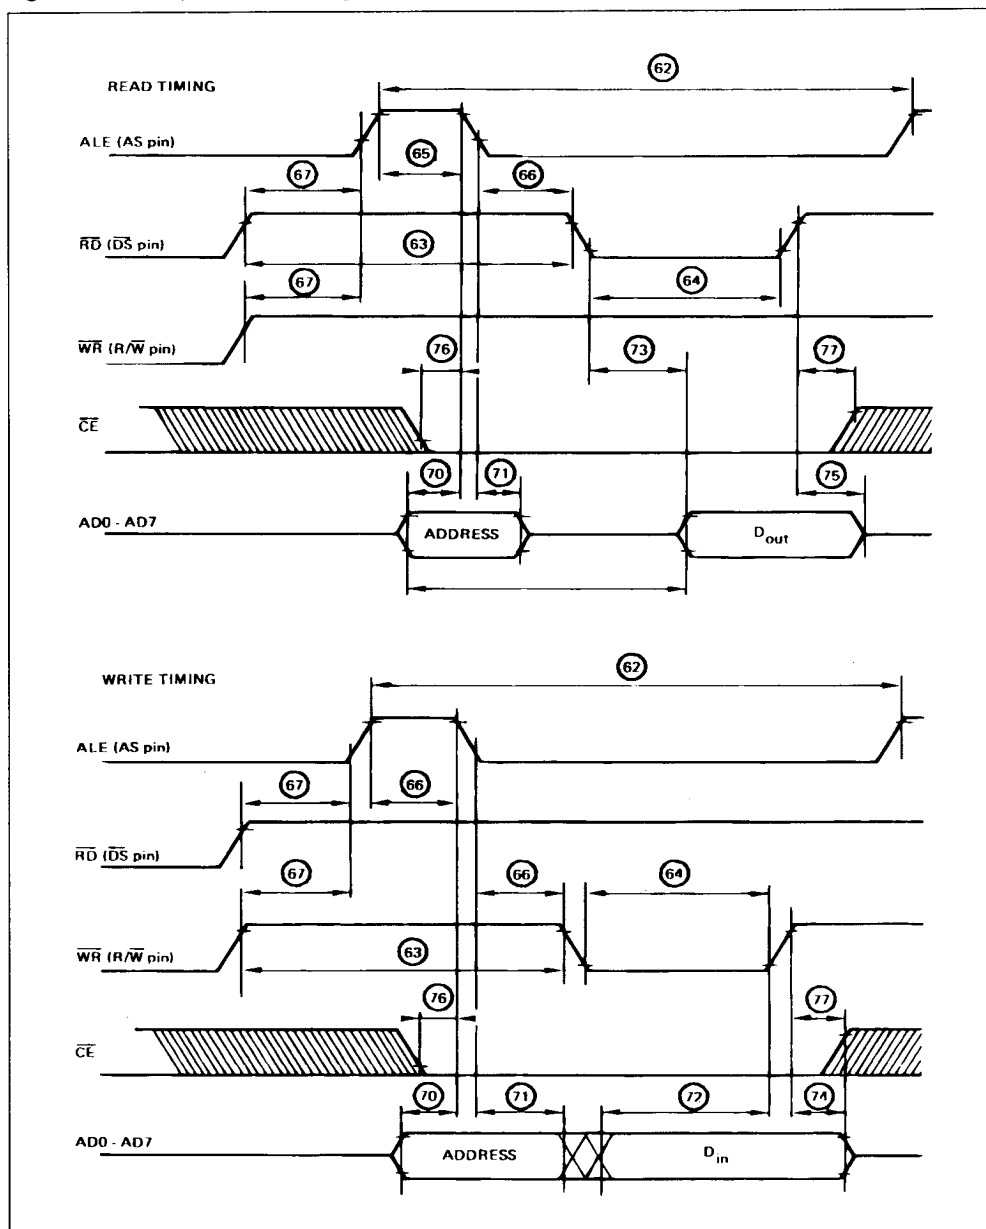 62
READ TIMING
ALE (AS pin)
65
67
66
RD (DS pin)
63
64
67
WR (R/W pin)
76
73
77
CE
70
71
75
AD0 - AD7
ADDRESS
Dout
WRITE TIMING
62
ALE (AS pin)
67
66
RD (DS pin)
67
66
64
WR (R/W pin)
63
76
77
CE
70
71
72
74
AD0 - AD7
ADDRESS
Din